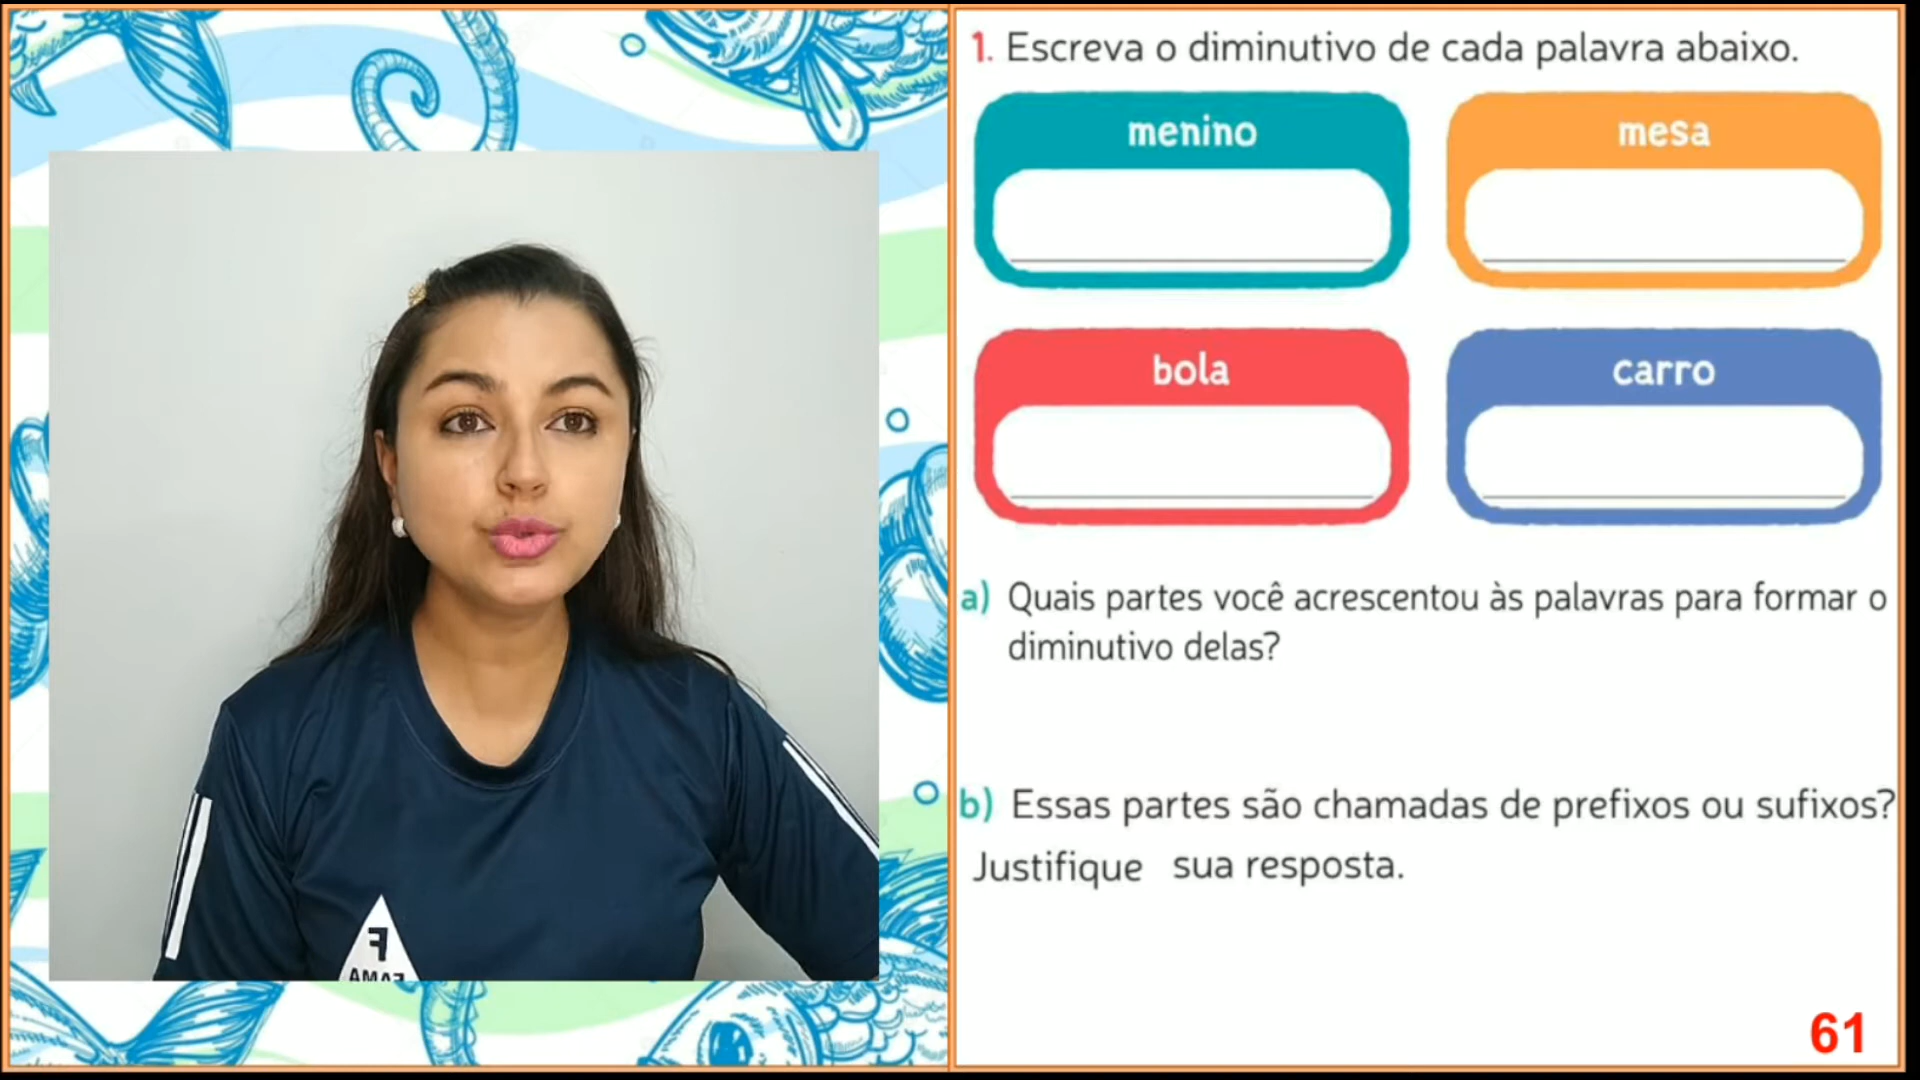 1. Escreva o diminutivo de cada palavra abaixo.
menino
mesa
bola
carro
a) Quais partes você acrescentou às palavras para formar o
diminutivo delas?
b) Essas partes são chamadas de prefixos ou sufixos?
Justifique sua resposta.
F
61